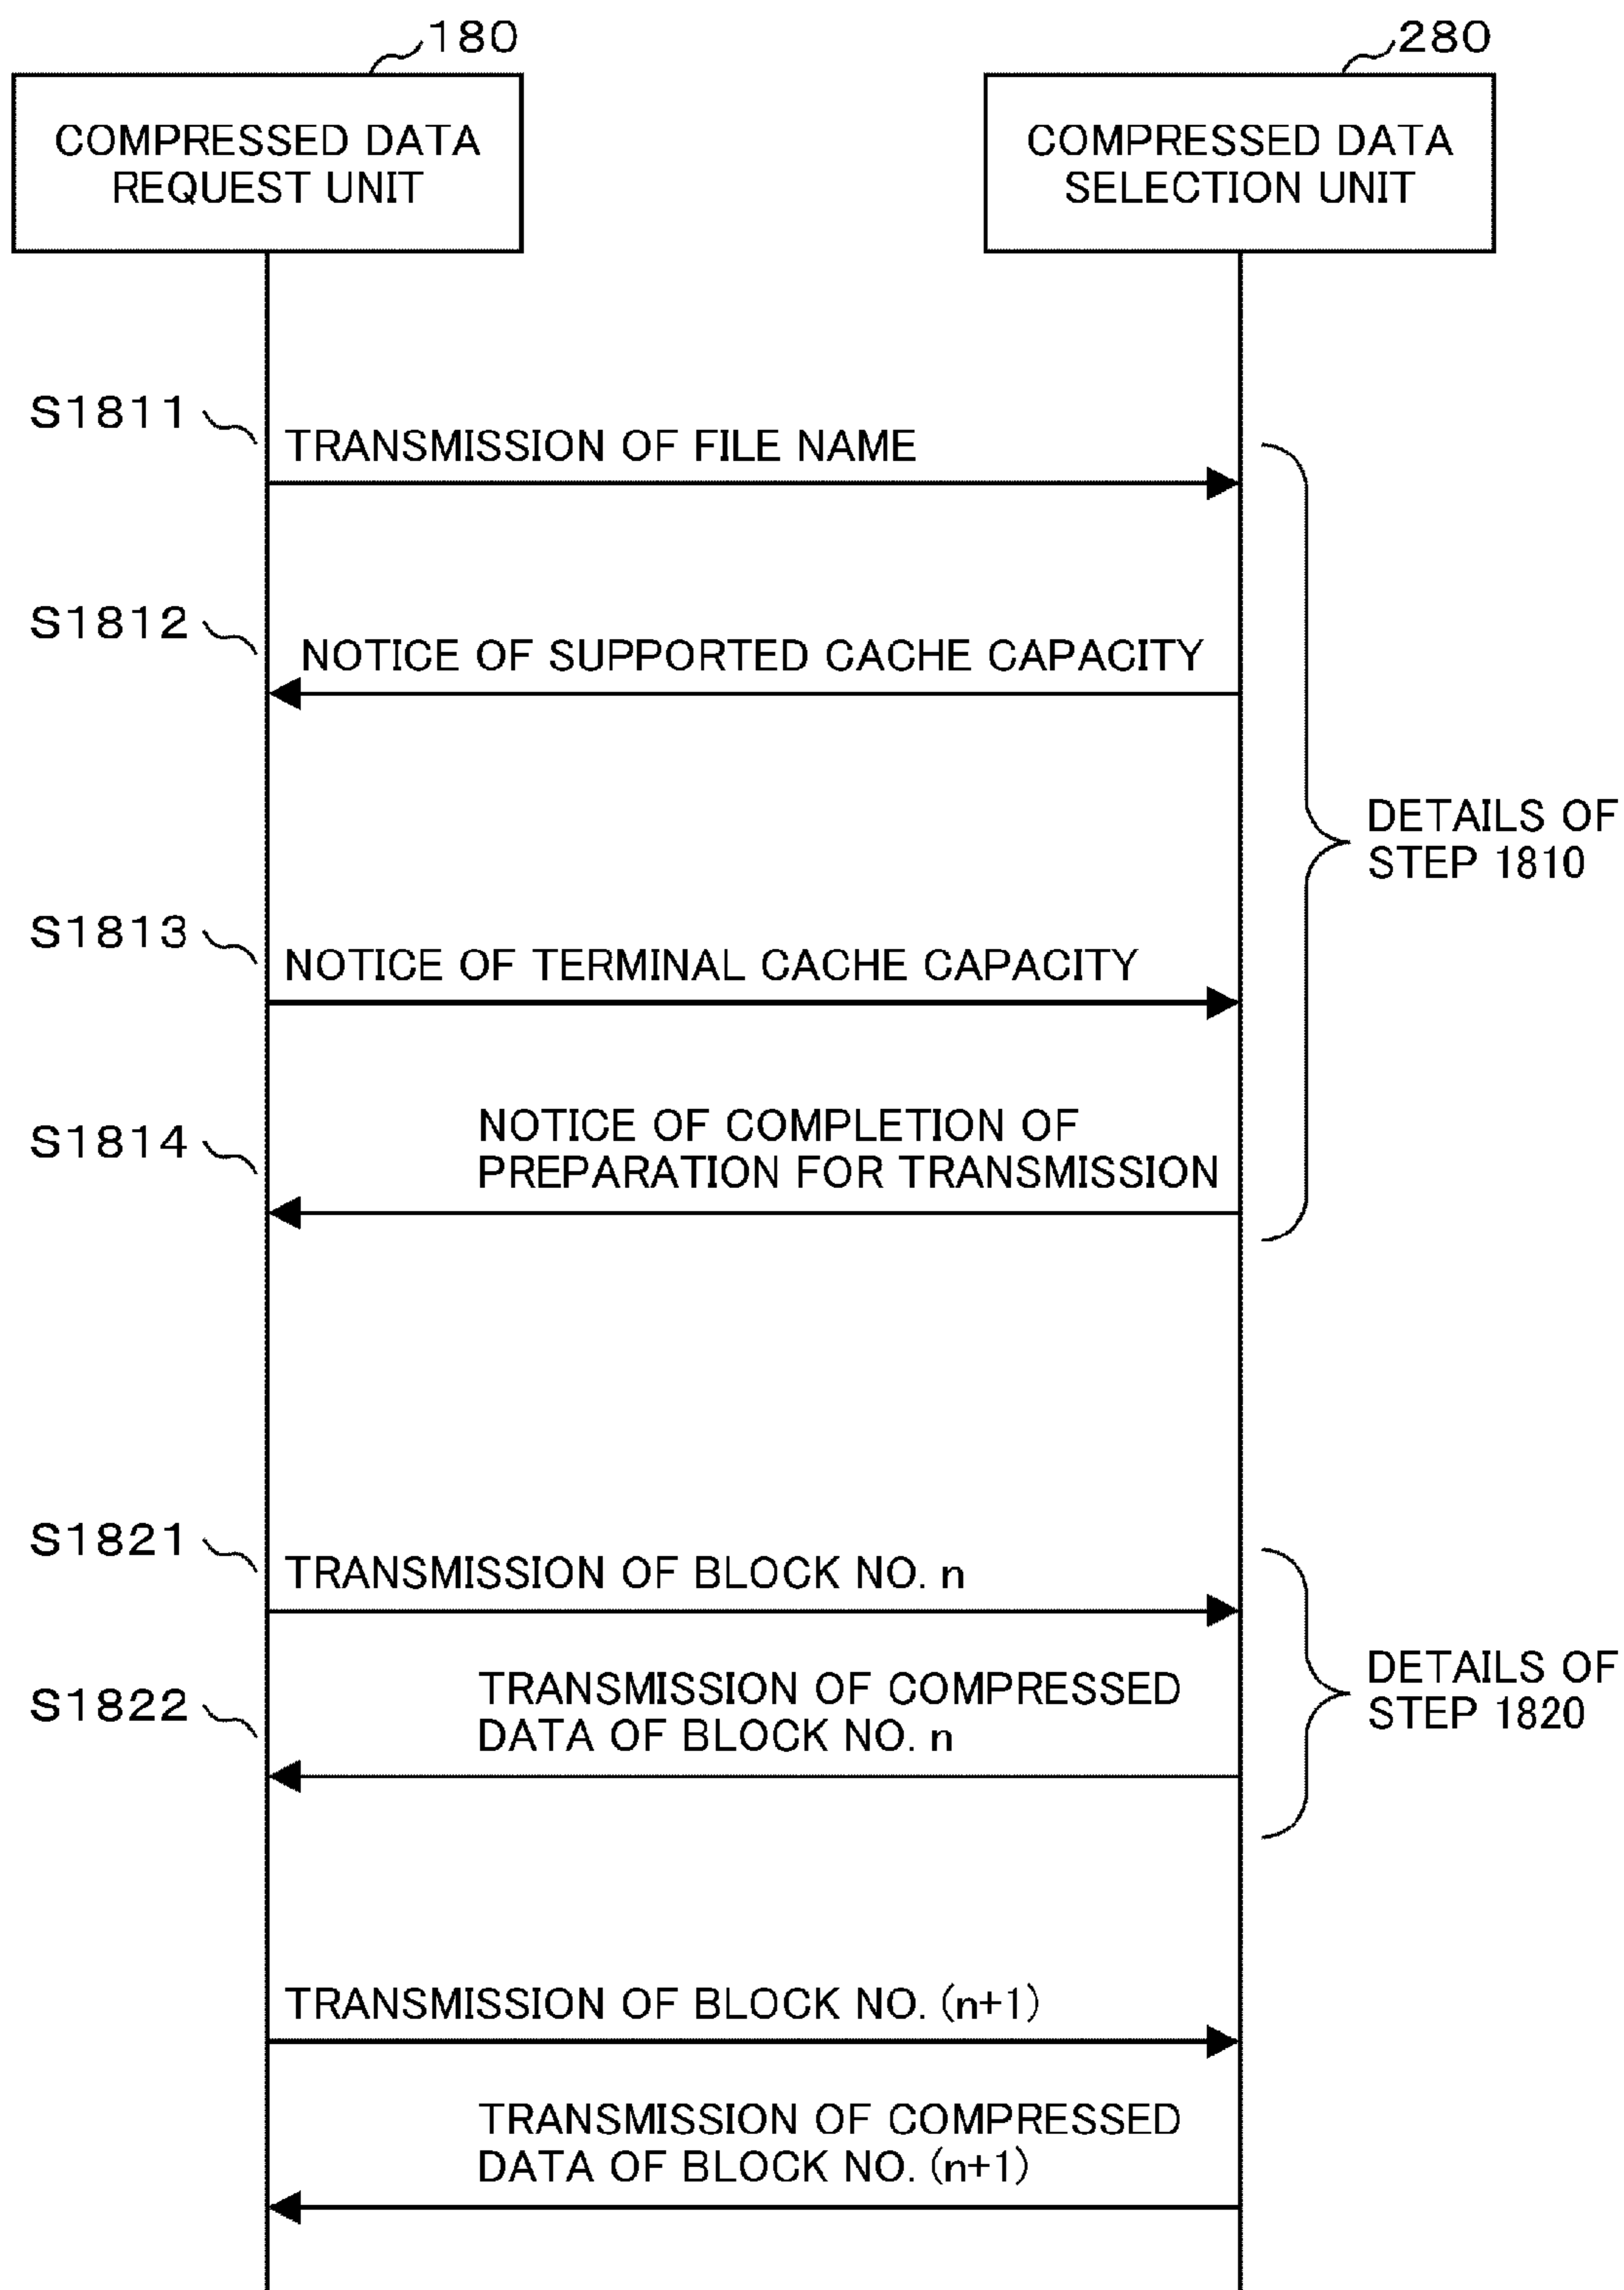 180
280
COMPRESSED DATA
REQUEST UNIT
COMPRESSED DATA
SELECTION UNIT
S1811
TRANSMISSION OF FILE NAME
S1812
NOTICE OF SUPPORTED CACHE CAPACITY
DETAILS OF
STEP 1810
S1813
NOTICE OF TERMINAL CACHE CAPACITY
S1814
NOTICE OF COMPLETION OF
PREPARATION FOR TRANSMISSION
S1821
TRANSMISSION OF BLOCK NO. n
S1822
TRANSMISSION OF COMPRESSED
DATA OF BLOCK NO. n
DETAILS OF
STEP 1820
TRANSMISSION OF BLOCK NO. (n+1)
TRANSMISSION OF COMPRESSED
DATA OF BLOCK NO. (n+1)